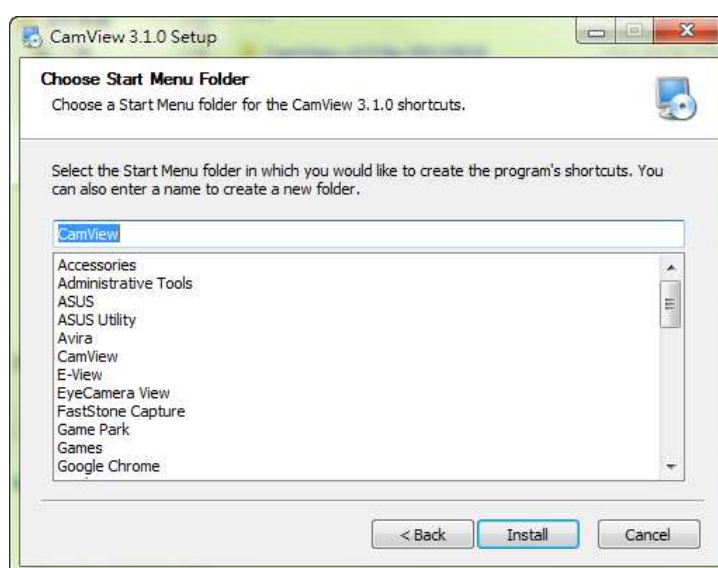 CamView 3.1.0 Setup
Choose Start Menu Folder
Choose a Start Menu folder for the CamView 3.1.0 shortcuts.
Select the Start Menu folder in which you would like to create the program's shortcuts. You
can also enter a name to create a new folder.
CamView
Accessories
Administrative Tools
ASUS
ASUS Utility
Avira
CamView
E-View
EyeCamera View
FastStone Capture
Game Park
Games
Google Chrome
< Back Install Cancel